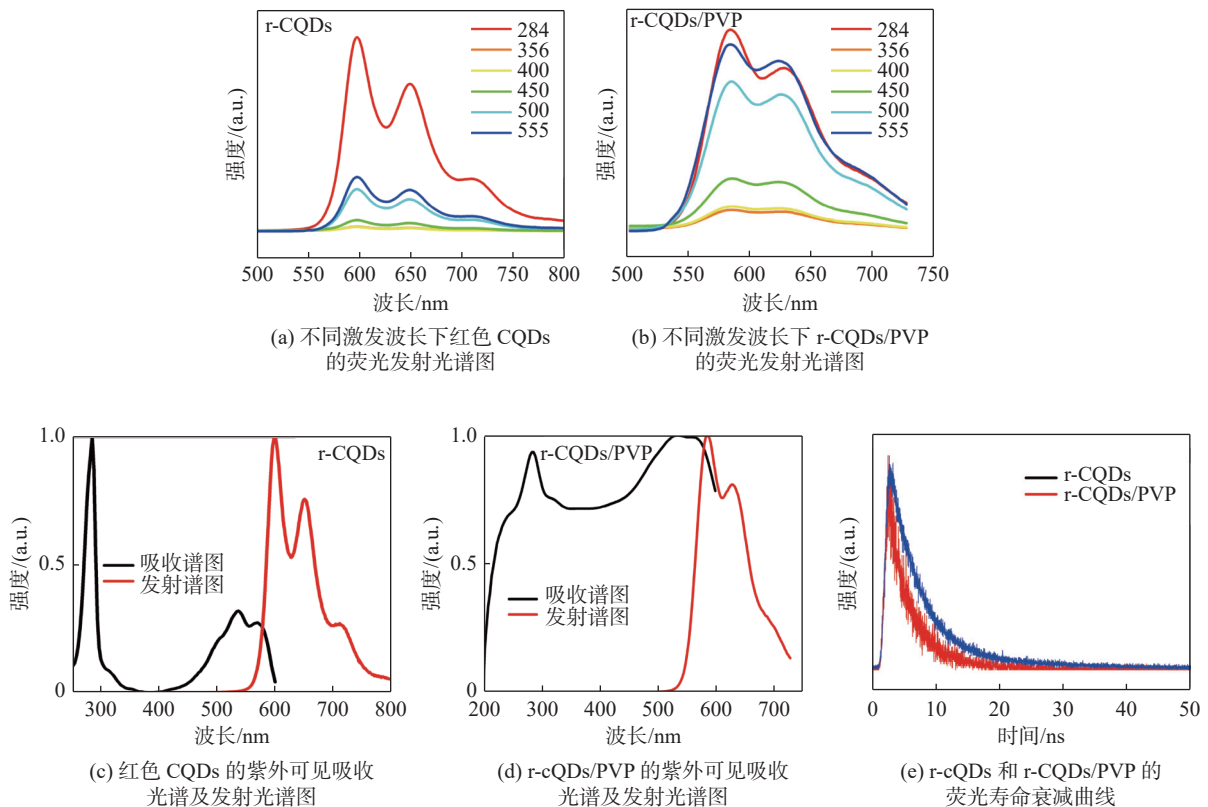 r-CQDs
284
356
400
450
500
555
强度/(a.u.)
500 550 600 650 700 750 800
波长/nm
(a) 不同激发波长下红色 CQDs
的荧光发射光谱图
r-CQDs/PVP
284
356
400
450
500
555
强度/(a.u.)
500 550 600 650 700 750
波长/nm
(b) 不同激发波长下 r-CQDs/PVP
的荧光发射光谱图
1.0
r-CQDs
0.5
吸收谱图
发射谱图
强度/(a.u.)
0
300 400 500 600 700 800
波长/nm
(c) 红色 CQDs 的紫外可见吸收
光谱及发射光谱图
1.0
r-CQDs/PVP
0.5
吸收谱图
发射谱图
强度/(a.u.)
0
200 300 400 500 600 700
波长/nm
(d) r-cQDs/PVP 的紫外可见吸收
光谱及发射光谱图
r-CQDs
r-CQDs/PVP
强度/(a.u.)
0 10 20 30 40 50
时间/ns
(e) r-cQDs 和 r-CQDs/PVP 的
荧光寿命衰减曲线